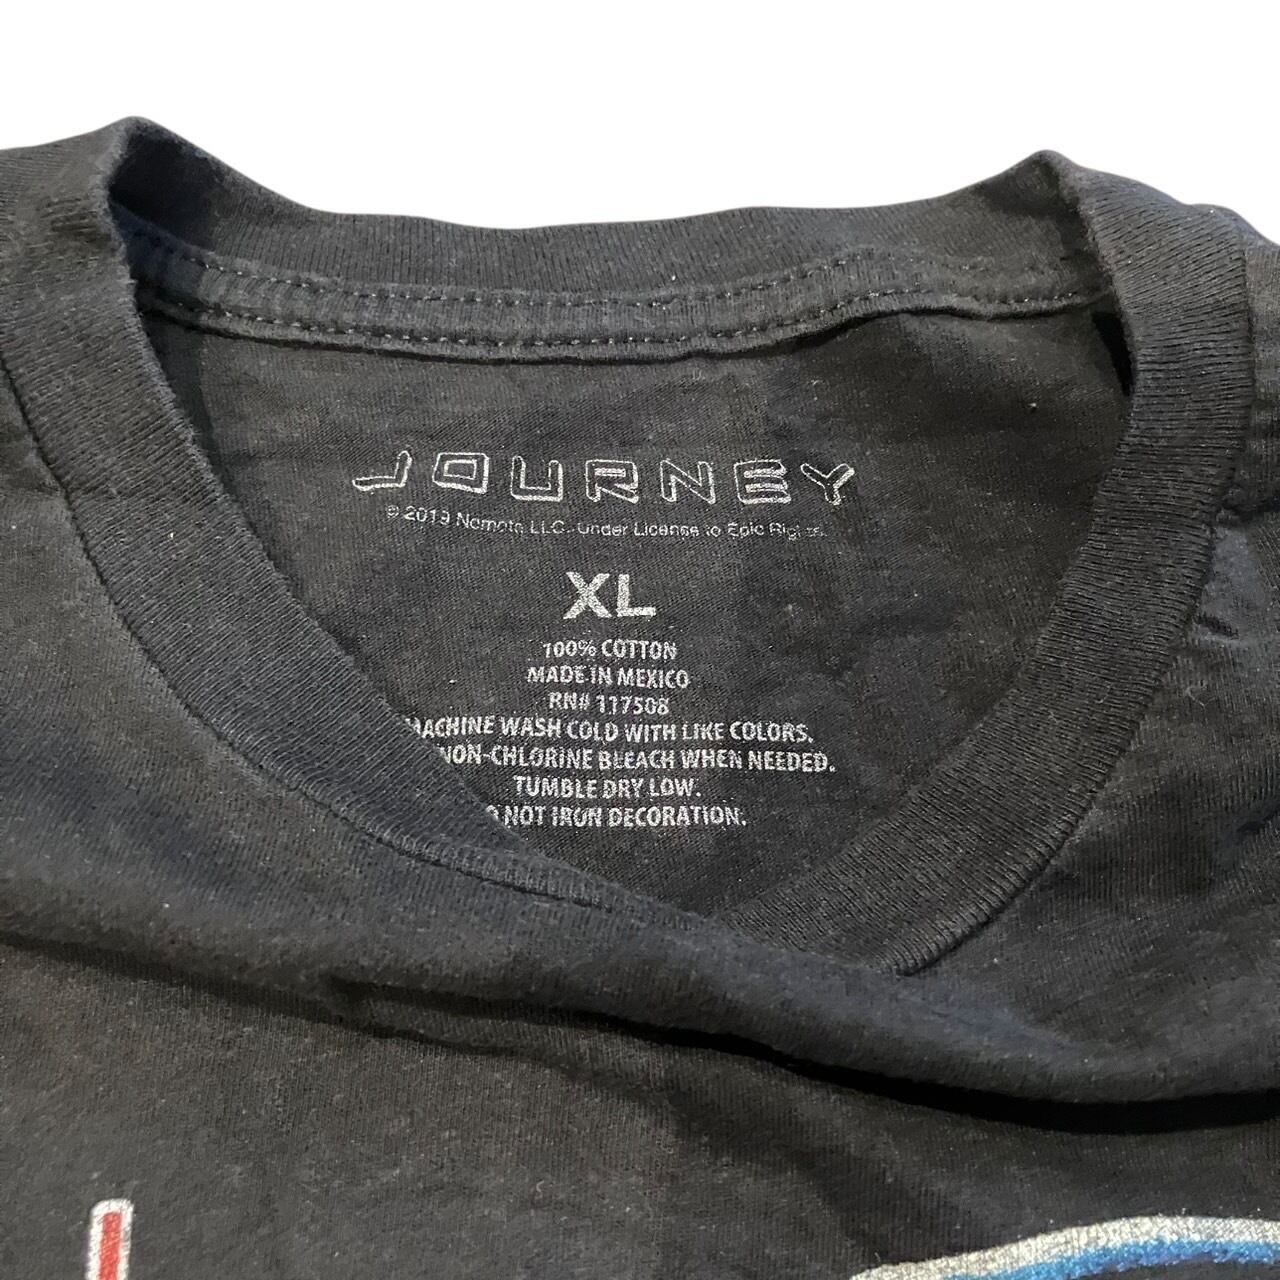 JOURNEY
© 2019 Nomota LLC. Under License to Epic Rights.
XL
100% COTTON
MADE IN MEXICO
RN# 117508
MACHINE WASH COLD WITH LIKE COLORS.
NON-CHLORINE BLEACH WHEN NEEDED.
TUMBLE DRY LOW.
NOT IRON DECORATION.